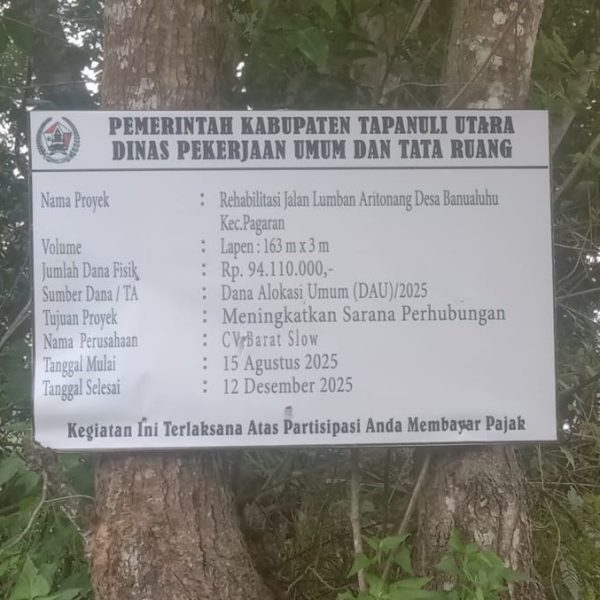 PEMERINTAH KABUPATEN TAPANULI UTARA
DINAS PEKERJAAN UMUM DAN TATA RUANG
Nama Proyek : Rehabilitasi Jalan Lumban Aritonang Desa Banualuhu
Kec.Pagaran
Volume : Lapen : 163 m x 3 m
Jumlah Dana Fisik : Rp. 94.110.000,-
Sumber Dana / TA : Dana Alokasi Umum (DAU)/2025
Tujuan Proyek : Meningkatkan Sarana Perhubungan
Nama Perusahaan : CV Barat Slow
Tanggal Mulai : 15 Agustus 2025
Tanggal Selesai : 12 Desember 2025
Kegiatan Ini Terlaksana Atas Partisipasi Anda Membayar Pajak